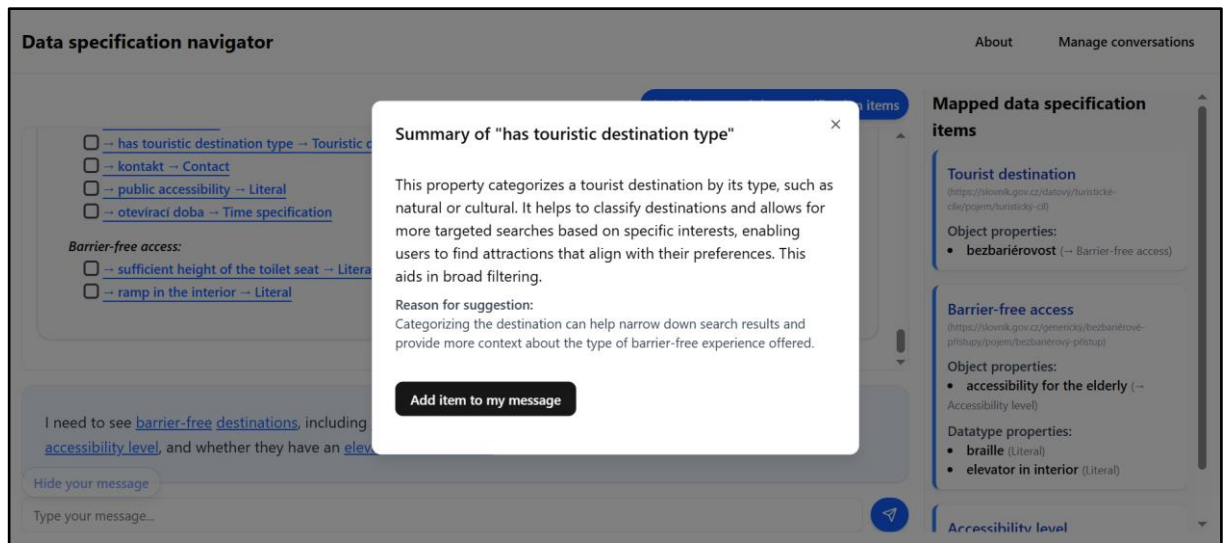 Data specification navigator
About
Manage conversations
items
→ has touristic destination type → Touristic
→ kontakt → Contact
→ public accessibility → Literal
→ otevírací doba → Time specification
Barrier-free access:
→ sufficient height of the toilet seat → Litera
→ ramp in the interior → Literal
Summary of "has touristic destination type"
×
This property categorizes a tourist destination by its type, such as
natural or cultural. It helps to classify destinations and allows for
more targeted searches based on specific interests, enabling
users to find attractions that align with their preferences. This
aids in broad filtering.
Reason for suggestion:
Categorizing the destination can help narrow down search results and
provide more context about the type of barrier-free experience offered.
Add item to my message
I need to see barrier-free destinations, including
accessibility level, and whether they have an elev
Hide your message
Type your message...
Mapped data specification
items
Tourist destination
(https://slovník.gov.cz/datový/turistické-
cíle/pojem/turistický-cíl)
Object properties:
• bezbariérovost (→ Barrier-free access)
Barrier-free access
(https://slovník.gov.cz/generický/bezbariérové-
přístupy/pojem/bezbariérový-přístup)
Object properties:
• accessibility for the elderly (→
Accessibility level)
Datatype properties:
• braille (Literal)
• elevator in interior (Literal)
Accessibility level